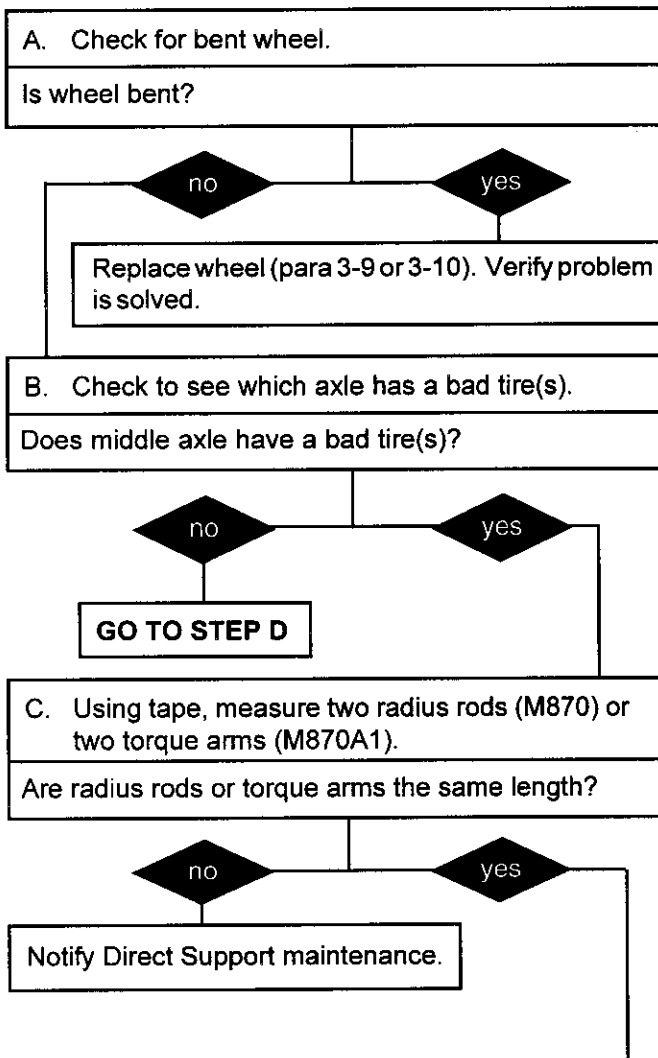 A. Check for bent wheel.
Is wheel bent?
no
yes
Replace wheel (para 3-9 or 3-10). Verify problem
is solved.
B. Check to see which axle has a bad tire(s).
Does middle axle have a bad tire(s)?
no
yes
GO TO STEP D
C. Using tape, measure two radius rods (M870) or
two torque arms (M870A1).
Are radius rods or torque arms the same length?
no
yes
Notify Direct Support maintenance.